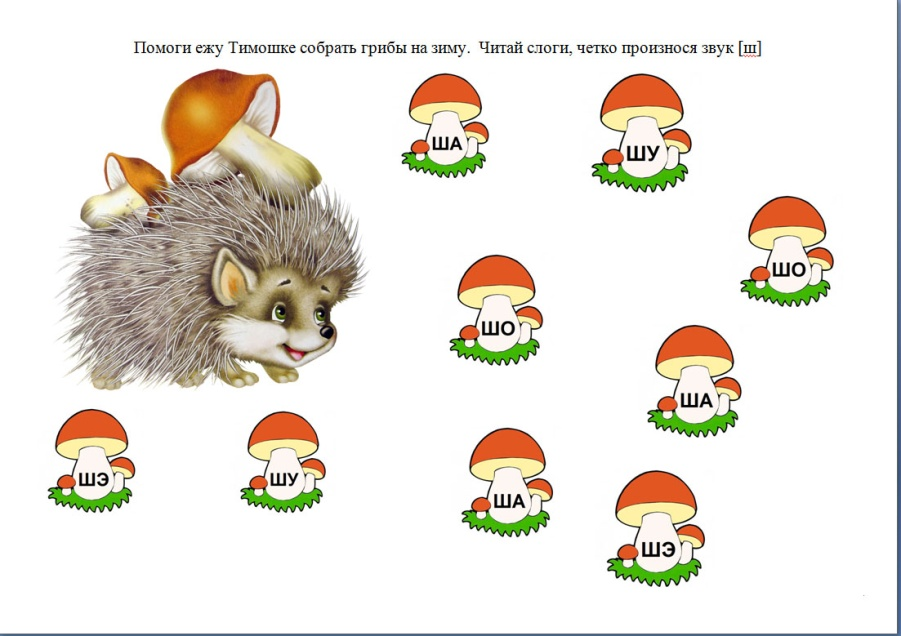 Помоги ежу Тимошке собрать грибы на зиму. Читай слоги, четко произнося звук [ш]
ША
ШУ
ШО
ШО
ША
ШЭ
ШУ
ША
ШЭ